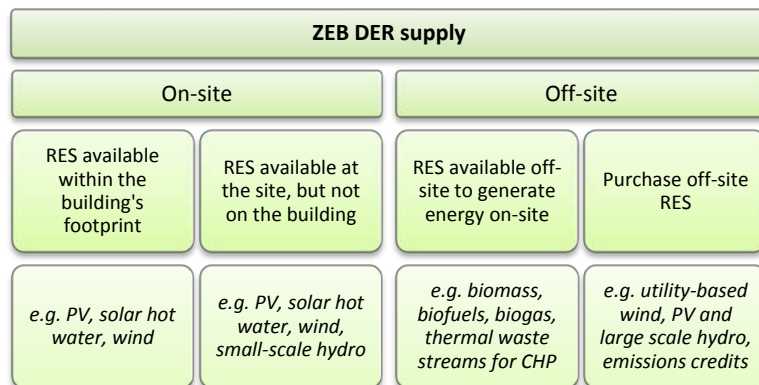 ZEB DER supply
On-site
Off-site
RES available
within the
building's
footprint
RES available at
the site, but not
on the building
RES available off-
site to generate
energy on-site
Purchase off-site
RES
e.g. PV, solar hot
water, wind
e.g. PV, solar hot
water, wind,
small-scale hydro
e.g. biomass,
biofuels, biogas,
thermal waste
streams for CHP
e.g. utility-based
wind, PV and
large scale hydro,
emissions credits